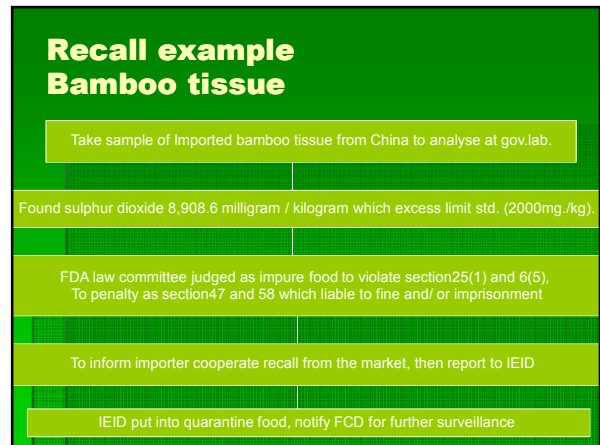 Recall example
Bamboo tissue
Take sample of Imported bamboo tissue from China to analyse at gov.lab.
Found sulphur dioxide 8,908.6 milligram / kilogram which excess limit std. (2000mg./kg).
FDA law committee judged as impure food to violate section25(1) and 6(5),
To penalty as section47 and 58 which liable to fine and/ or imprisonment
To inform importer cooperate recall from the market, then report to IEID
IEID put into quarantine food, notify FCD for further surveillance